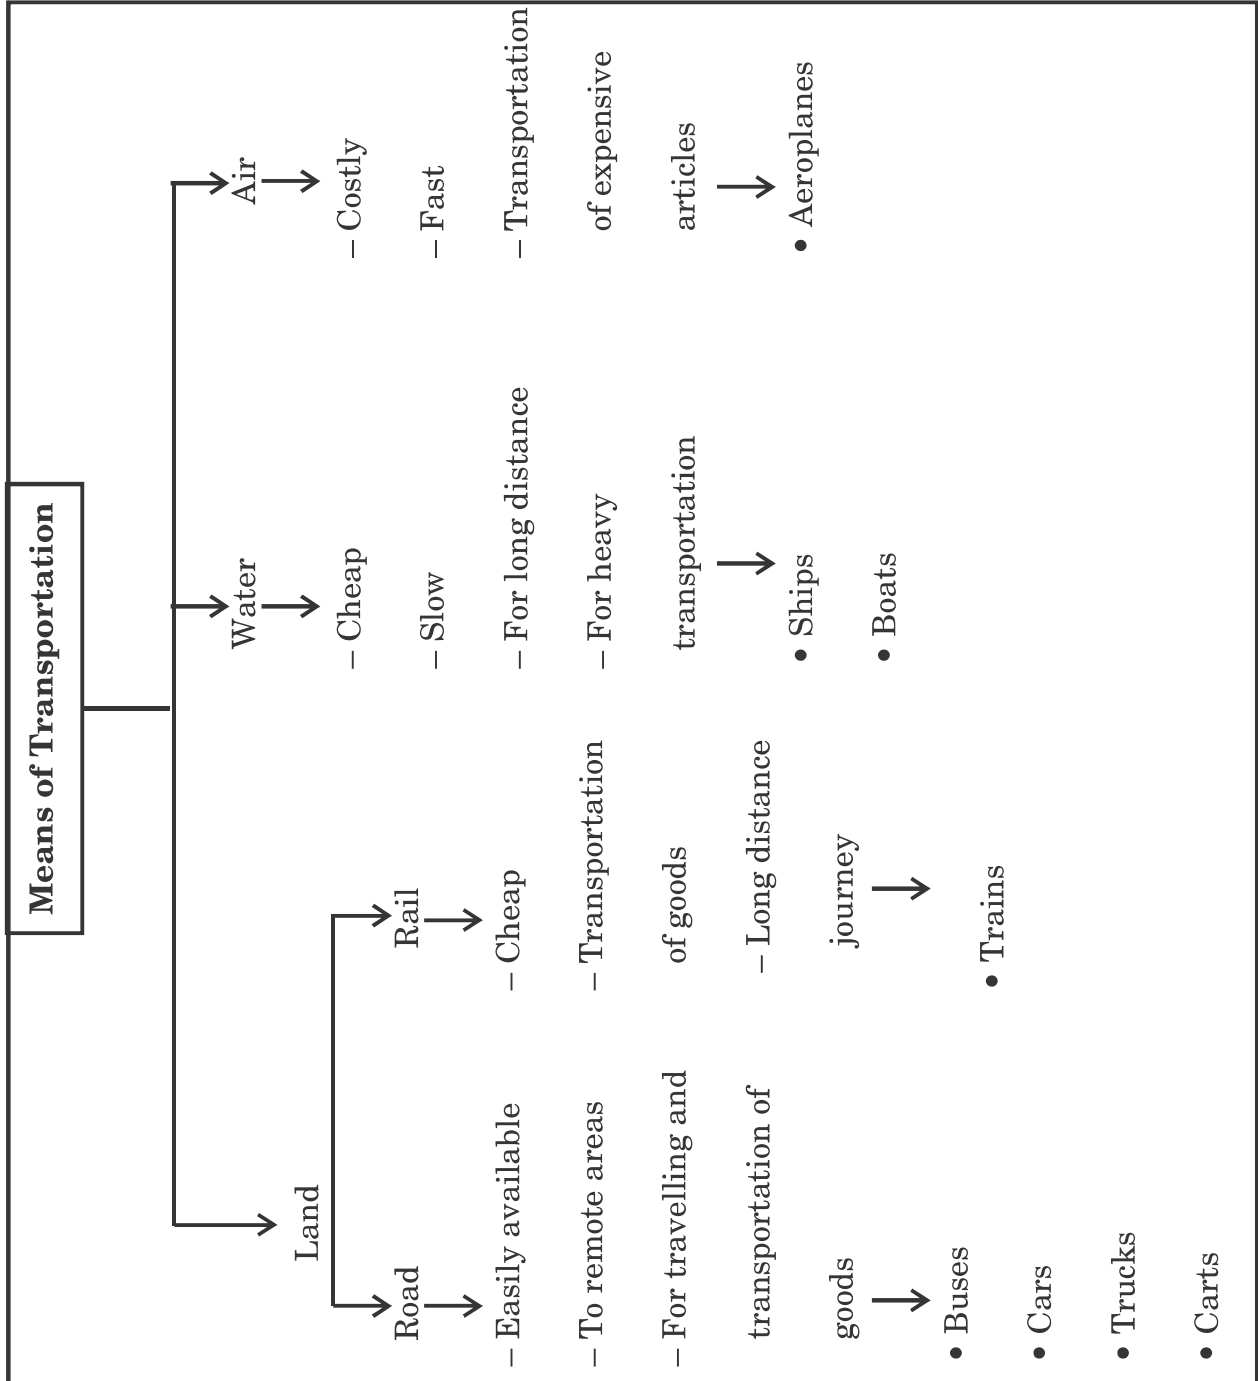 Means of Transportation
Land
Road
– Easily available
– To remote areas
– For travelling and
transportation of
goods
• Buses
• Cars
• Trucks
• Carts
Rail
– Cheap
– Transportation
of goods
– Long distance
journey
• Trains
Water
– Cheap
– Slow
– For long distance
– For heavy
transportation
• Ships
• Boats
Air
– Costly
– Fast
– Transportation
of expensive
articles
• Aeroplanes